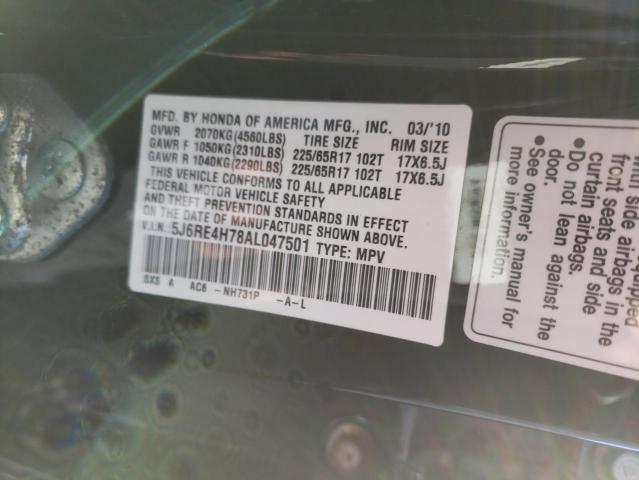 MFD. BY HONDA OF AMERICA MFG., INC. 03/'10
GVWR 2070KG(4560LBS) TIRE SIZE RIM SIZE
GAWR F 1050KG(2310LBS) 225/65R17 102T 17X6.5J
GAWR R 1040KG(2290LBS) 225/65R17 102T 17X6.5J
THIS VEHICLE CONFORMS TO ALL APPLICABLE
FEDERAL MOTOR VEHICLE SAFETY
AND THEFT PREVENTION STANDARDS IN EFFECT
ON THE DATE OF MANUFACTURE SHOWN ABOVE.
V.I.N.: 5J6RE4H78AL047501 TYPE: MPV
SXS A AC6 -NH731P -A-L
front side airbags in the
front seats and side
curtain airbags.
●Do not lean against the
door.
●See owner's manual for
more information.